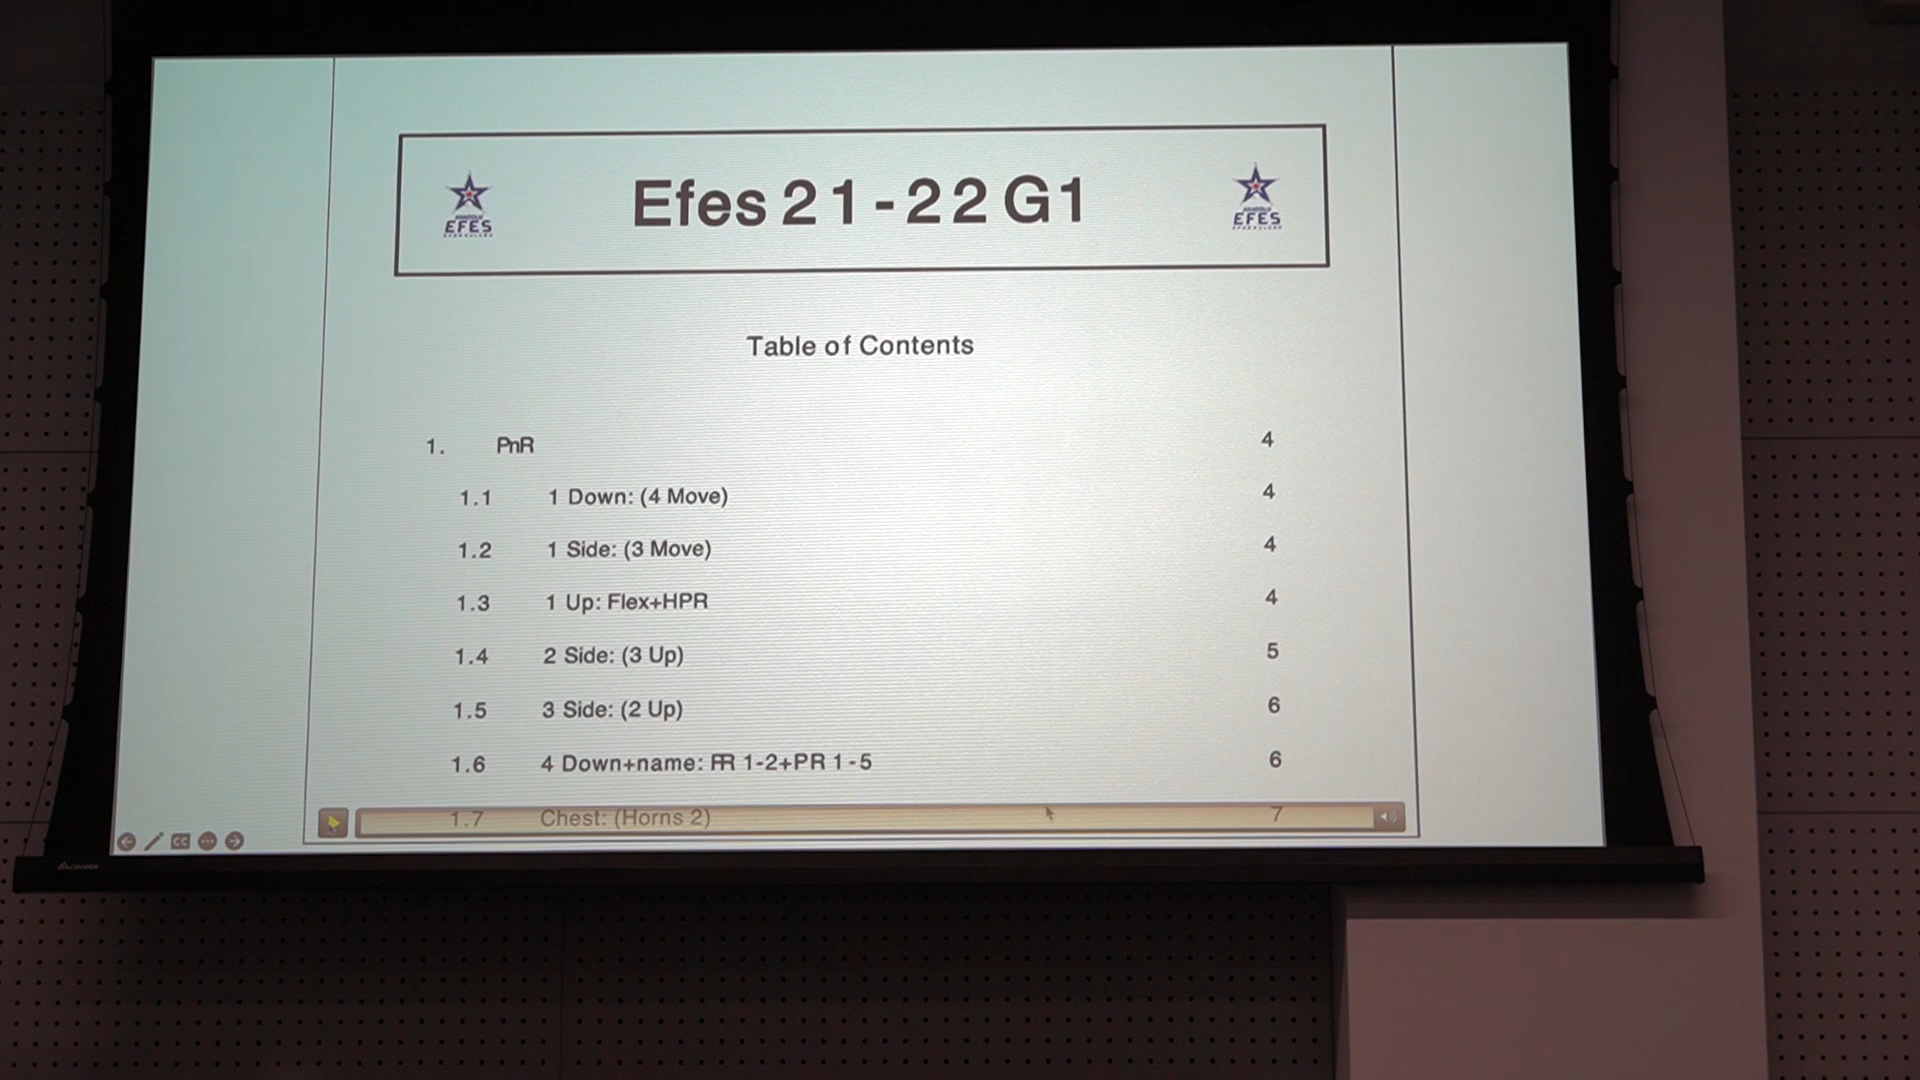 Efes 21-22 G1
ANADOLU
EFES
ANADOLU
EFES
Table of Contents
1. PnR 4
1.1 1 Down: (4 Move) 4
1.2 1 Side: (3 Move) 4
1.3 1 Up: Flex+HPR 4
1.4 2 Side: (3 Up) 5
1.5 3 Side: (2 Up) 6
1.6 4 Down+name: PR 1-2+PR 1-5 6
1.7 Chest: (Horns 2) 7
CC